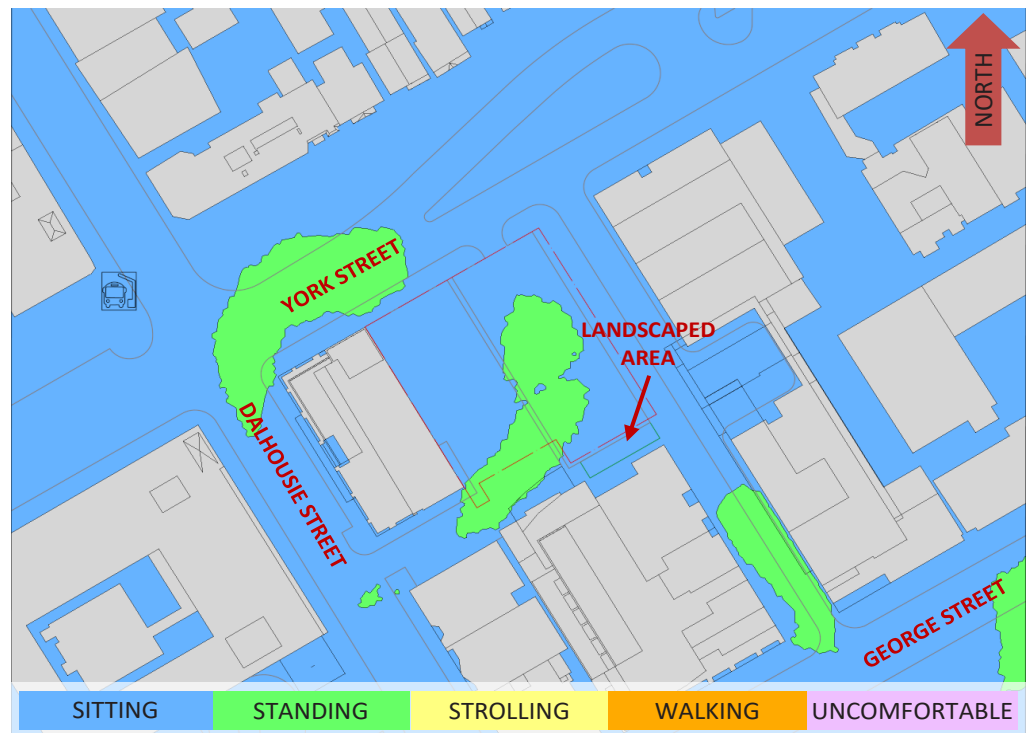 NORTH
YORK STREET
LANDSCAPED
AREA
DALHOUSIE STREET
GEORGE STREET
SITTING STANDING STROLLING WALKING UNCOMFORTABLE